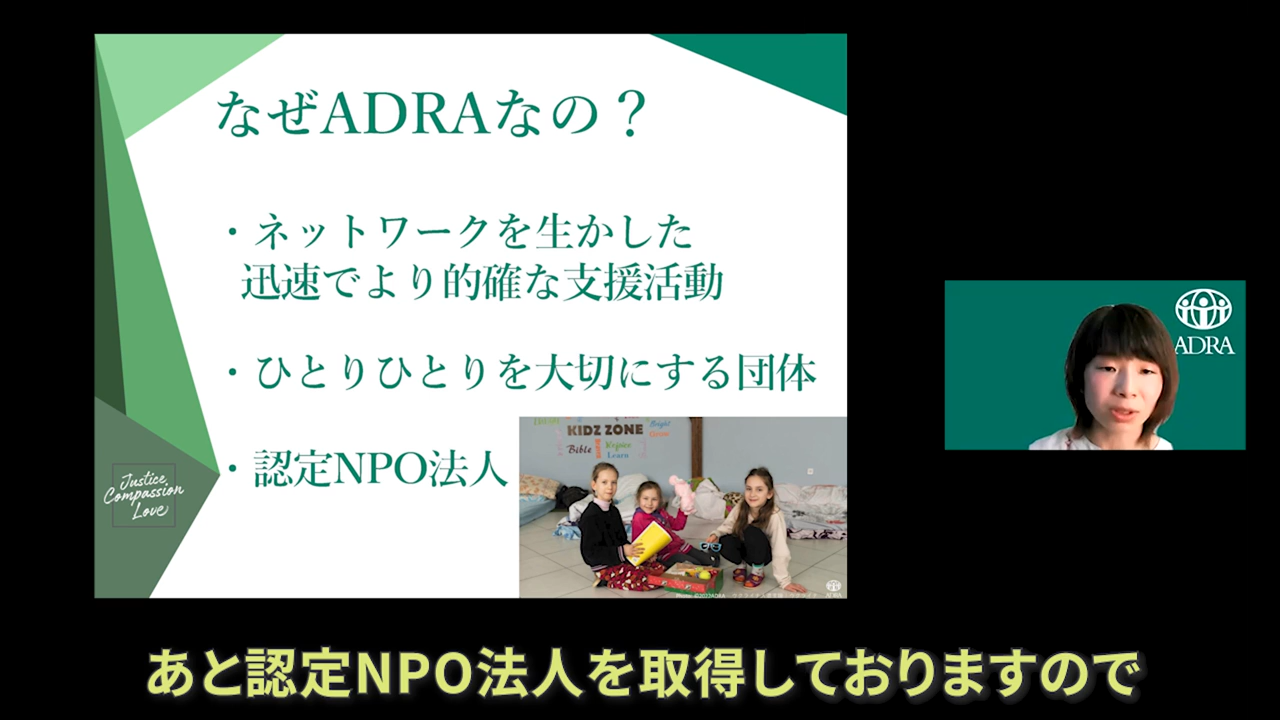 なぜADRAなの？
・ネットワークを生かした
迅速でより的確な支援活動
・ひとりひとりを大切にする団体
・認定NPO法人
Justice
Compassion
Love
KIDZ ZONE
Bright
Bible
Rejoice
Learn
ADRA
あと認定NPO法人を取得しておりますので